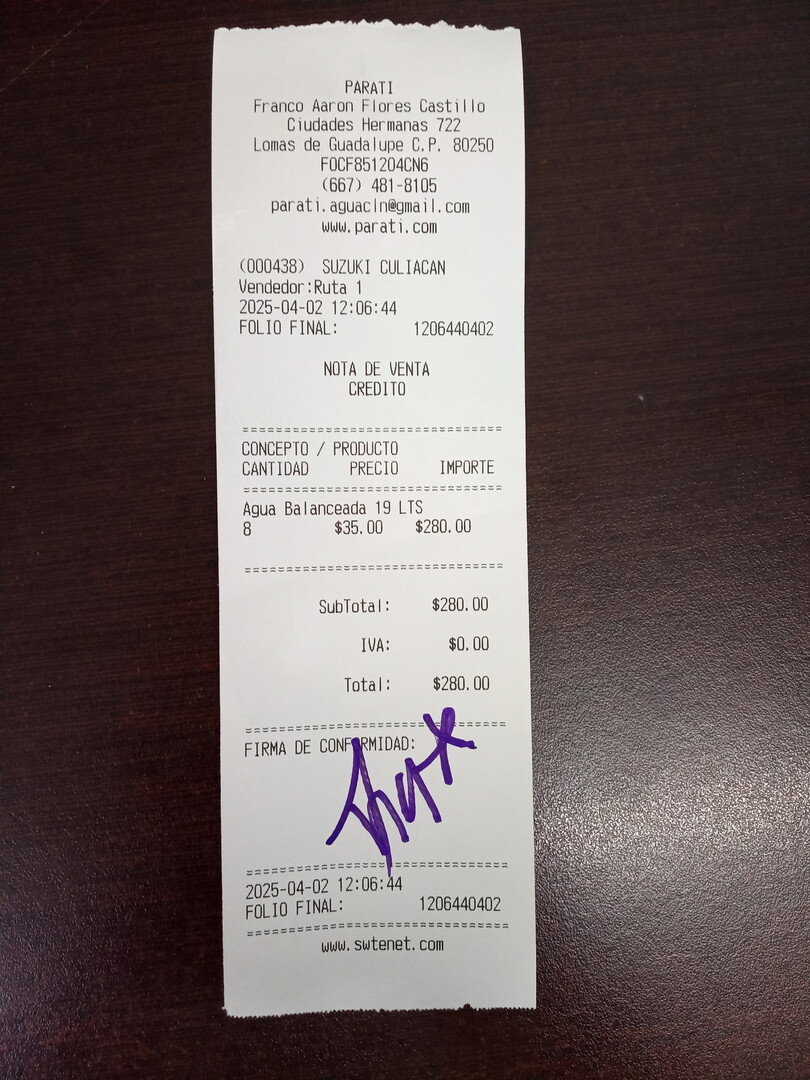 PARATI
Franco Aaron Flores Castillo
Ciudades Hermanas 722
Lomas de Guadalupe C.P. 80250
FOCF851204CN6
(667) 481-8105
parati.aguacln@gmail.com
www.parati.com
(000438) SUZUKI CULIACAN
Vendedor:Ruta 1
2025-04-02 12:06:44
FOLIO FINAL: 1206440402
NOTA DE VENTA
CREDITO
CONCEPTO / PRODUCTO
CANTIDAD PRECIO IMPORTE
Agua Balanceada 19 LTS
8 $35.00 $280.00
SubTotal: $280.00
IVA: $0.00
Total: $280.00
FIRMA DE CONFORMIDAD:
2025-04-02 12:06:44
FOLIO FINAL: 1206440402
www.swtenet.com